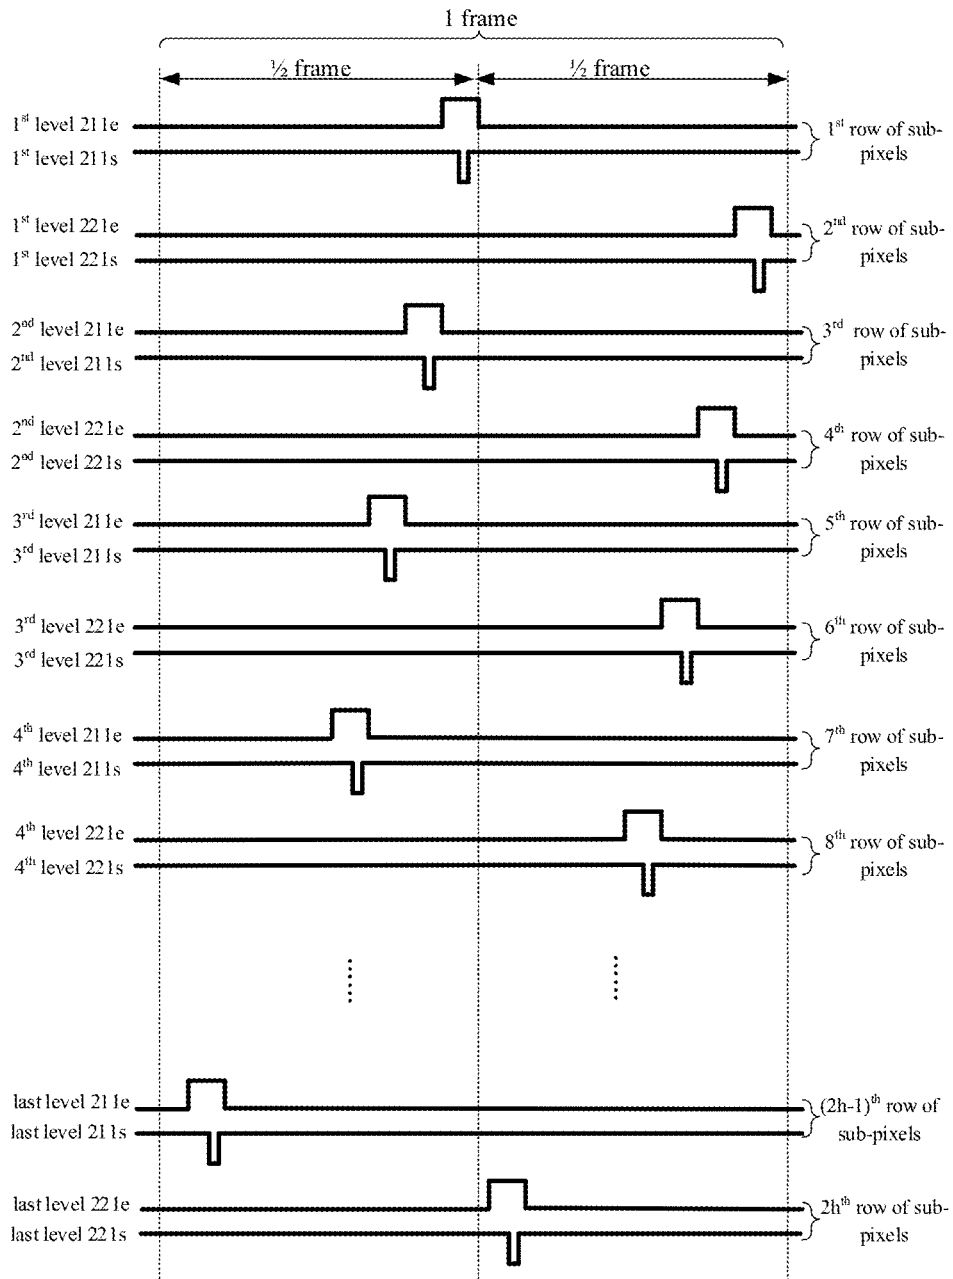 1 frame
½ frame ½ frame
1st level 211e
1st level 211s
1st row of sub-
pixels
1st level 221e
1st level 221s
2nd row of sub-
pixels
2nd level 211e
2nd level 211s
3rd row of sub-
pixels
2nd level 221e
2nd level 221s
4th row of sub-
pixels
3rd level 211e
3rd level 211s
5th row of sub-
pixels
3rd level 221e
3rd level 221s
6th row of sub-
pixels
4th level 211e
4th level 211s
7th row of sub-
pixels
4th level 221e
4th level 221s
8th row of sub-
pixels
last level 211e
last level 211s
(2h-1)th row of
sub-pixels
last level 221e
last level 221s
2hth row of sub-
pixels